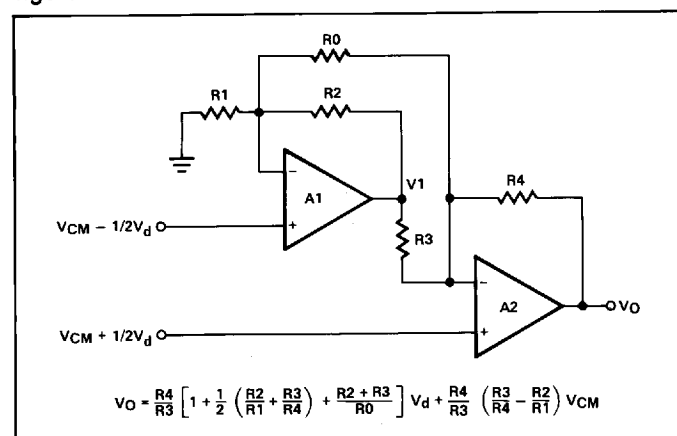 R0
R1
R2
V1
R4
A1
R3
VCM − 1/2Vd
A2
VO
VCM + 1/2Vd
VO = R4/R3 [1 + 1/2 (R2/R1 + R3/R4) + R2 + R3/R0] Vd + R4/R3 (R3/R4 − R2/R1) VCM